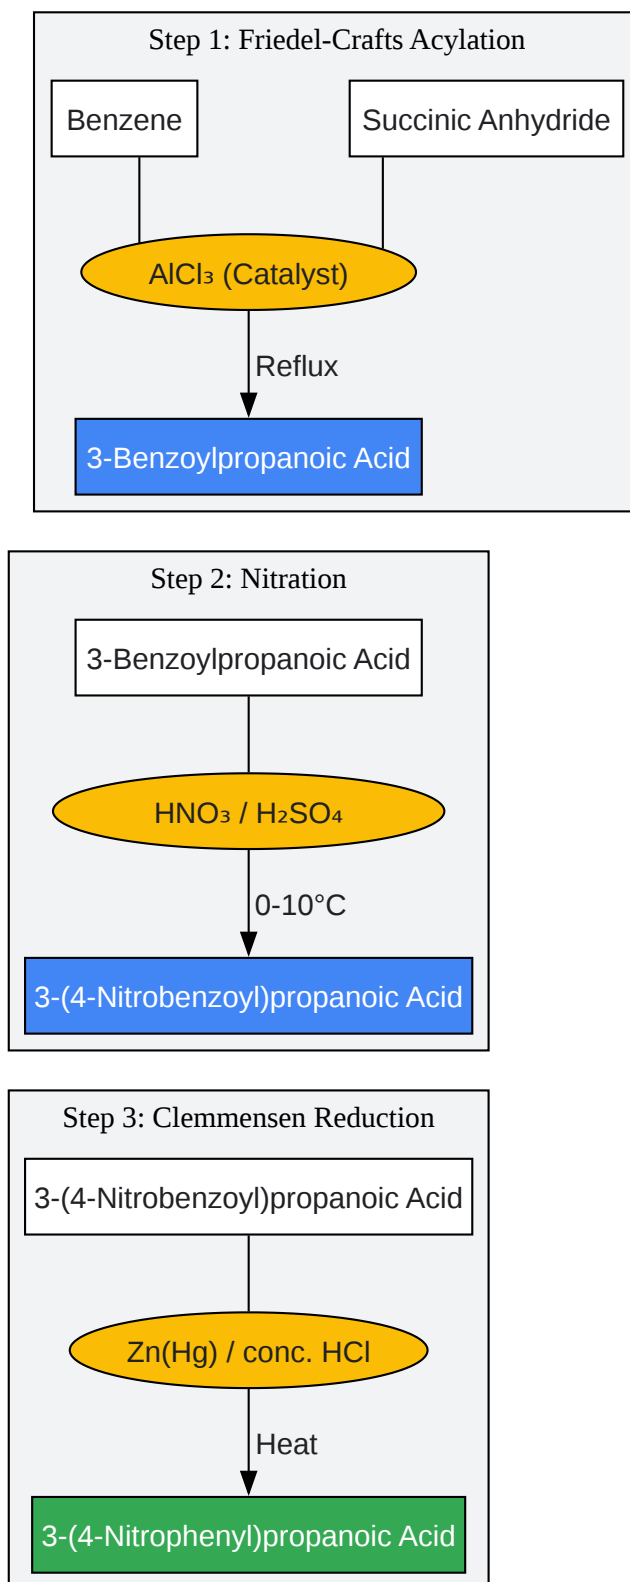 Step 1: Friedel-Crafts Acylation
Benzene
Succinic Anhydride
AlCl₃ (Catalyst)
Reflux
3-Benzoylpropanoic Acid
Step 2: Nitration
3-Benzoylpropanoic Acid
HNO₃ / H₂SO₄
0-10°C
3-(4-Nitrobenzoyl)propanoic Acid
Step 3: Clemmensen Reduction
3-(4-Nitrobenzoyl)propanoic Acid
Zn(Hg) / conc. HCl
Heat
3-(4-Nitrophenyl)propanoic Acid